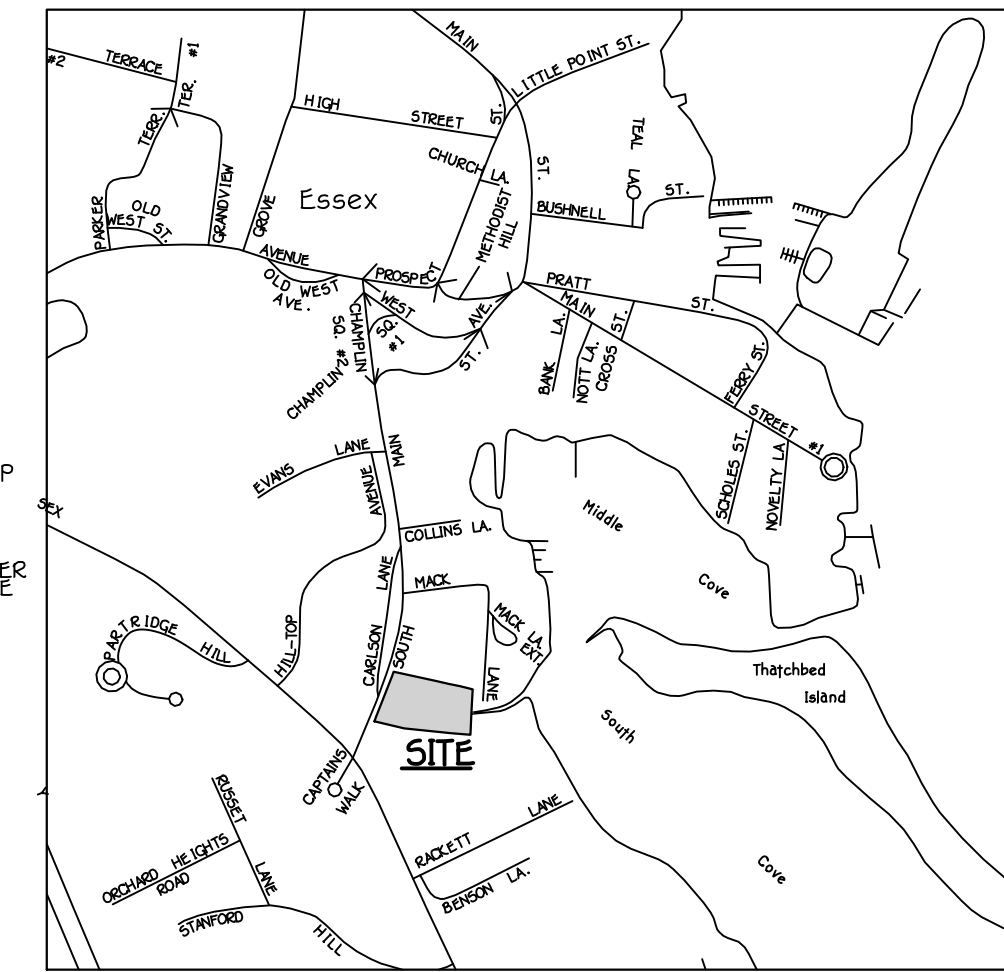 MAIN
LITTLE POINT ST.
#1
#2
TERRACE
TER.
HIGH
STREET
ST.
TERR.
TEAL LA.
ST.
CHURCH LA.
GRANDVIEW
ST.
Essex
BUSHNELL
PARKER
OLD
WEST ST.
GROVE
METHODIST
HILL
AVENUE
PROSPECT
PRATT
ST.
OLD WEST
AVE.
WEST
AVE.
MAIN
CHAMPLIN
SQ.
#1
ST.
SQ. #2
CHAMPLIN
BANK
LA.
NOTT LA.
CROSS ST.
FERRY ST.
STREET
#1
EVANS
LANE
MAIN
AVENUE
SCHOLES ST.
NOVELTY LA.
P
SEX
Middle
COLLINS LA.
ER
E
LANE
MACK
Cove
MACK LA.
EXT.
PARTRIDGE
HILL
HILL-TOP
CARLSON
SOUTH
LANE
Thatchbed
Island
South
SITE
CAPTAINS
WALK
RUSSET
LANE
ORCHARD HEIGHTS
ROAD
RACKETT LANE
BENSON LA.
Cove
STANFORD
HILL